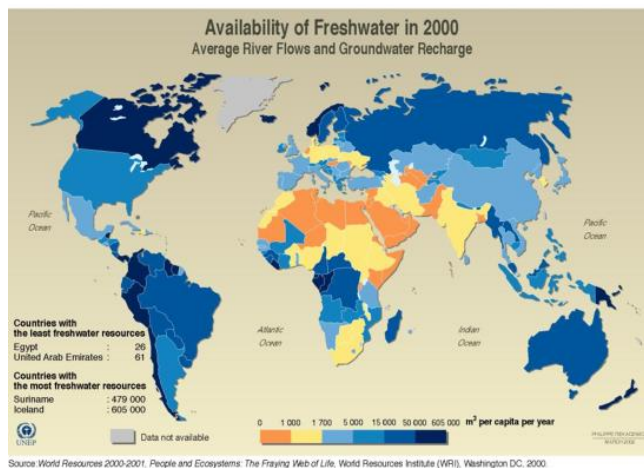 Availability of Freshwater in 2000
Average River Flows and Groundwater Recharge
Pacific
Ocean
Pacific
Ocean
Atlantic
Ocean
Indian
Ocean
Countries with
the least freshwater resources
Egypt : 26
United Arab Emirates : 61
Countries with
the most freshwater resources
Suriname : 479 000
Iceland : 605 000
0 1 000 1 700 5 000 15 000 50 000 605 000 m³ per capita per year
UNEP
Data not available
MARCH 2002
Source: World Resources 2000-2001, People and Ecosystems: The Fraying Web of Life, World Resources Institute (WRI), Washington DC, 2000.